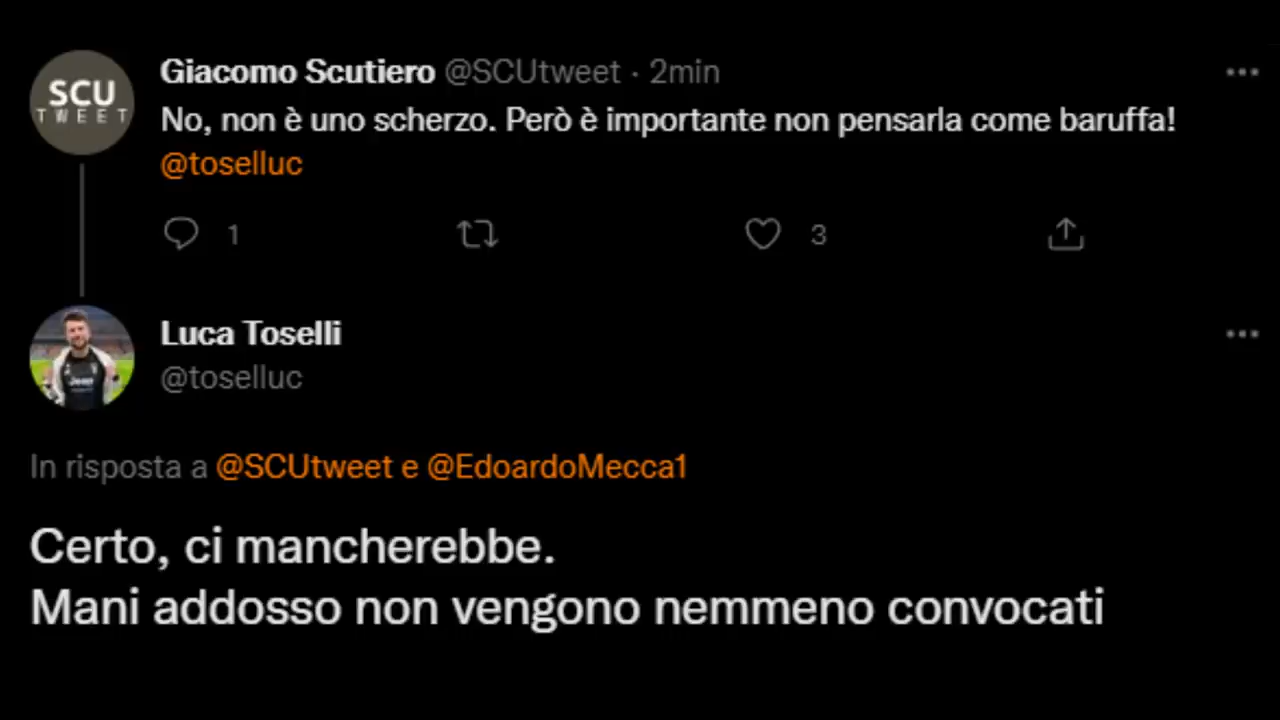 SCU
TWEET
Giacomo Scutiero @SCUtweet · 2min
No, non è uno scherzo. Però è importante non pensarla come baruffa!
@toselluc
1 3
Luca Toselli
@toselluc
In risposta a @SCUtweet e @EdoardoMecca1
Certo, ci mancherebbe.
Mani addosso non vengono nemmeno convocati